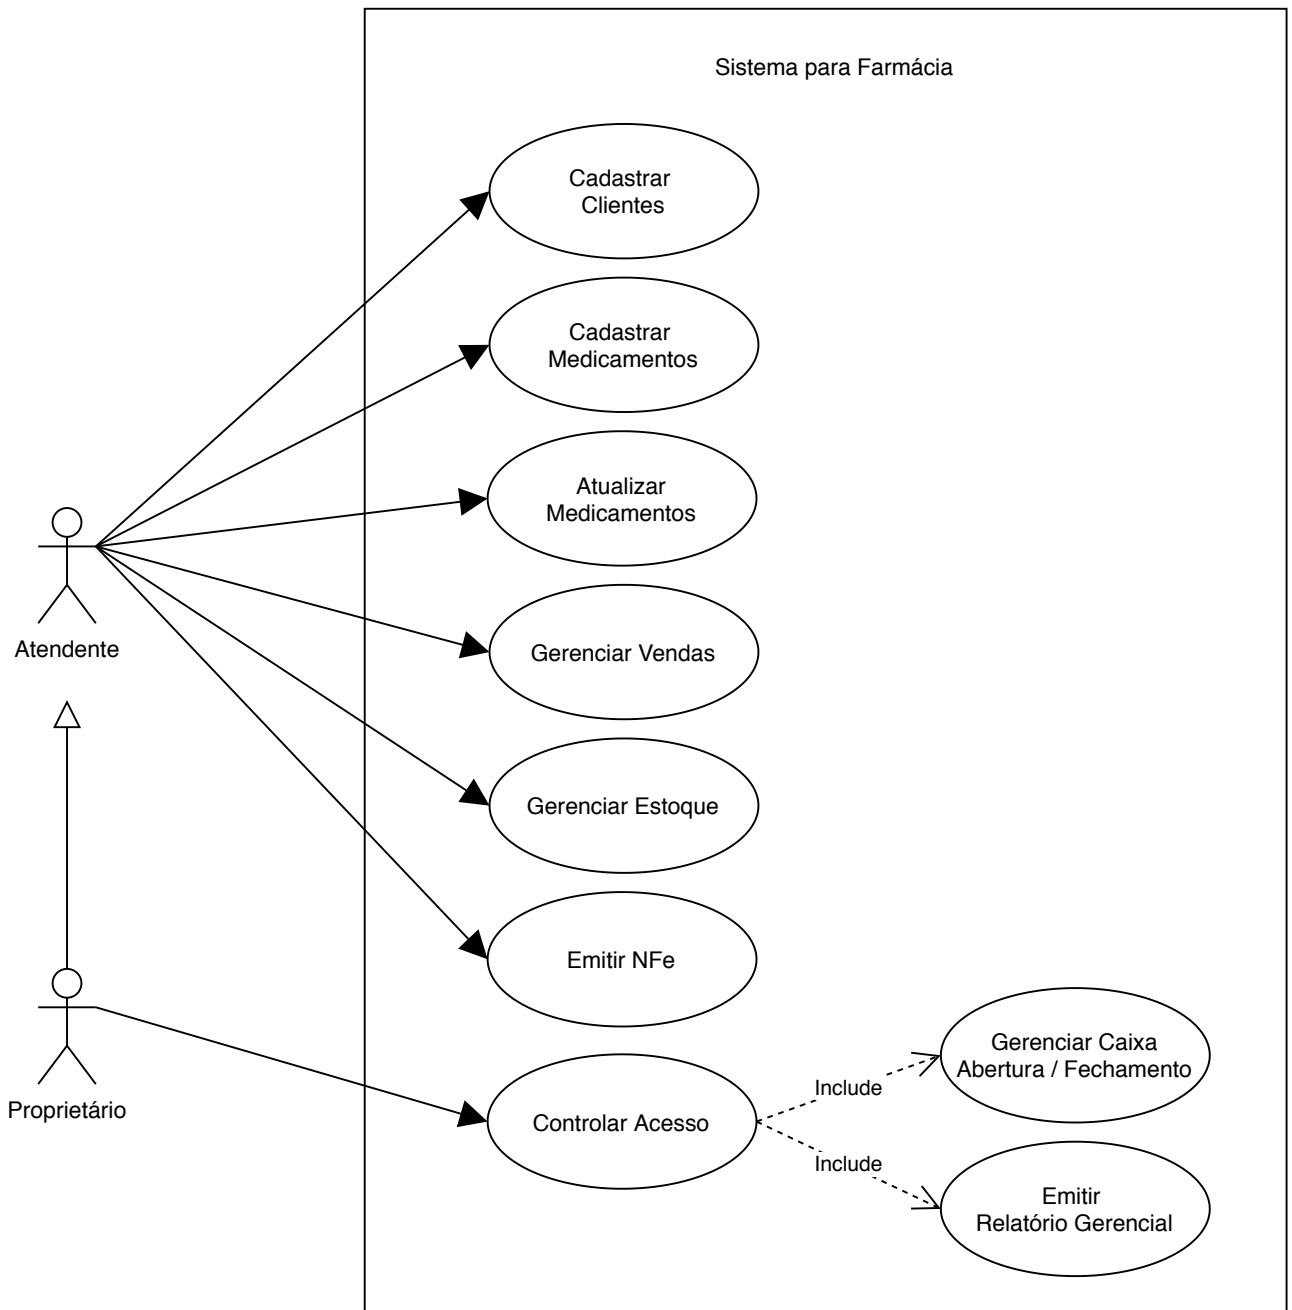 Sistema para Farmácia
Cadastrar
Clientes
Cadastrar
Medicamentos
Atualizar
Medicamentos
Atendente
Gerenciar Vendas
Gerenciar Estoque
Emitir NFe
Proprietário
Controlar Acesso
Include
Gerenciar Caixa
Abertura / Fechamento
Include
Emitir
Relatório Gerencial